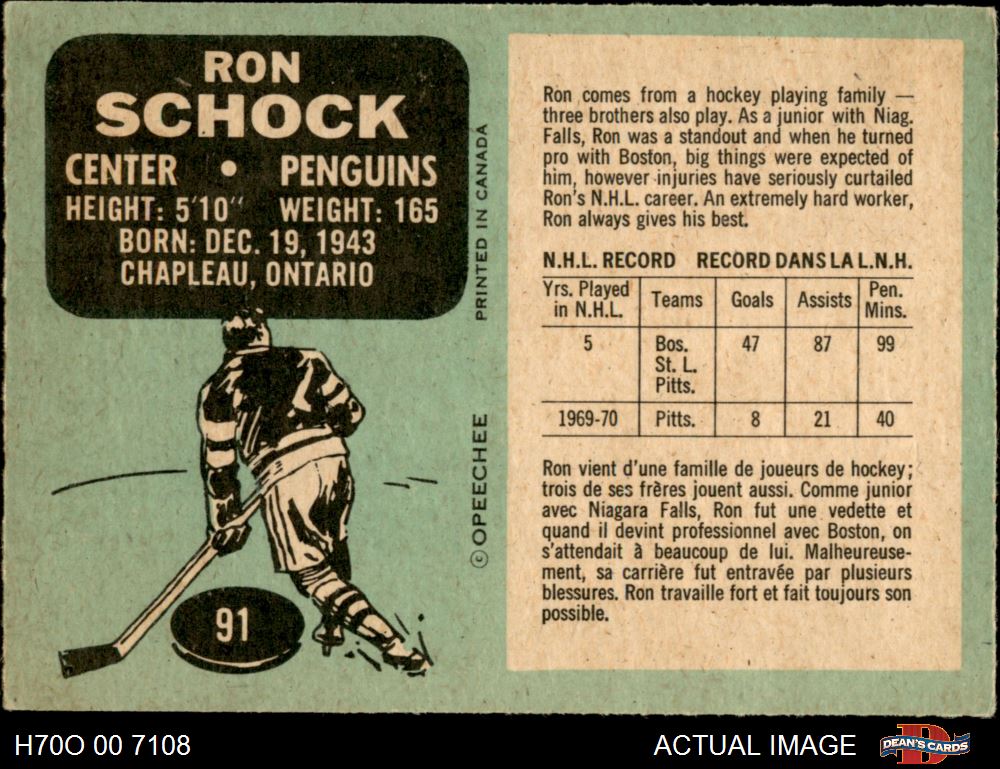 RON
SCHOCK
CENTER • PENGUINS
HEIGHT: 5'10" WEIGHT: 165
BORN: DEC. 19, 1943
CHAPLEAU, ONTARIO
PRINTED IN CANADA
© OPEECHEE
91
Ron comes from a hockey playing family —
three brothers also play. As a junior with Niag.
Falls, Ron was a standout and when he turned
pro with Boston, big things were expected of
him, however injuries have seriously curtailed
Ron's N.H.L. career. An extremely hard worker,
Ron always gives his best.
N.H.L. RECORD RECORD DANS LA L.N.H.
Yrs. Played in N.H.L. Teams Goals Assists Pen. Mins.
5 Bos. 47 87 99
St. L.
Pitts.
1969-70 Pitts. 8 21 40
Ron vient d'une famille de joueurs de hockey;
trois de ses frères jouent aussi. Comme junior
avec Niagara Falls, Ron fut une vedette et
quand il devint professionnel avec Boston, on
s'attendait à beaucoup de lui. Malheureuse-
ment, sa carrière fut entravée par plusieurs
blessures. Ron travaille fort et fait toujours son
possible.
H70O 00 7108
ACTUAL IMAGE
DEAN'S CARDS